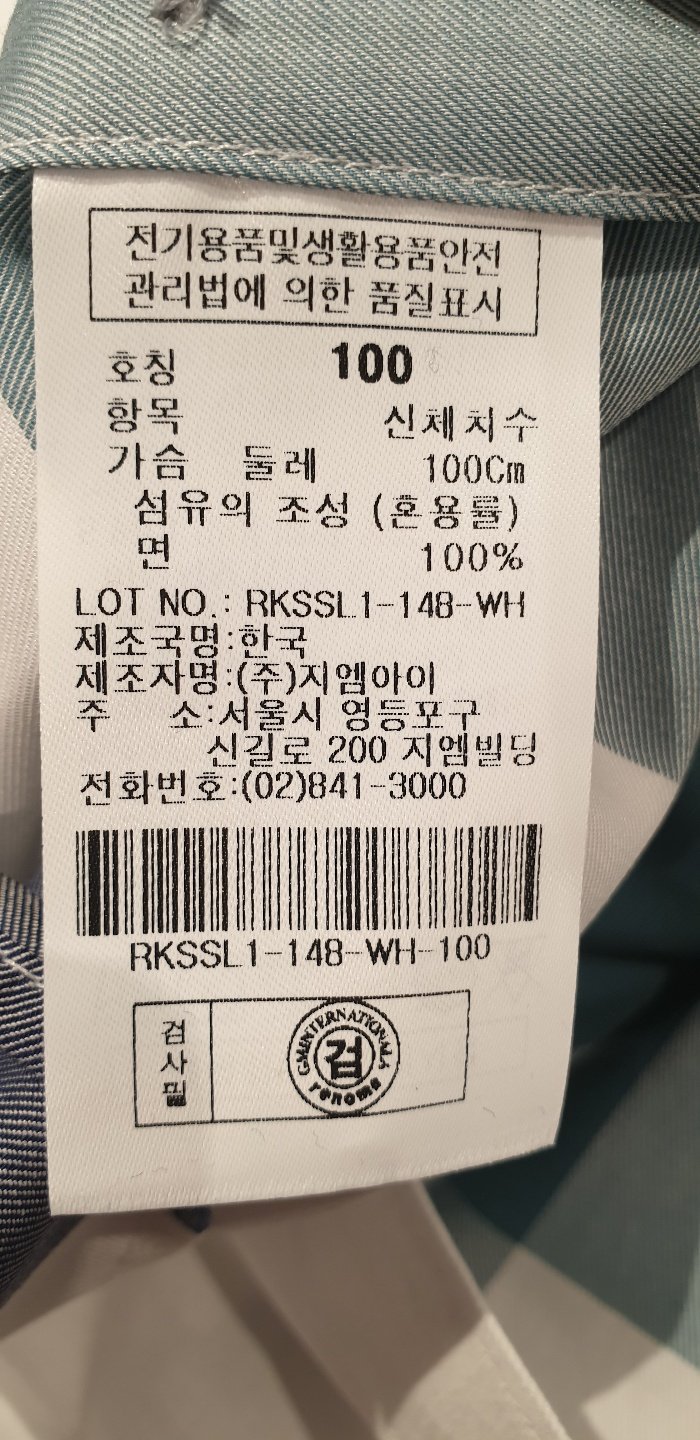 전기용품및생활용품안전
관리법에 의한 품질표시
호칭 100
항목 신체치수
가슴 둘레 100Cm
섬유의 조성 (혼용률)
면 100%
LOT NO.: RKSSL1-148-WH
제조국명:한국
제조자명:(주)지엠아이
주 소:서울시 영등포구
신길로 200 지엠빌딩
전화번호:(02)841-3000
RKSSL1-148-WH-100
검사필
검
renoma